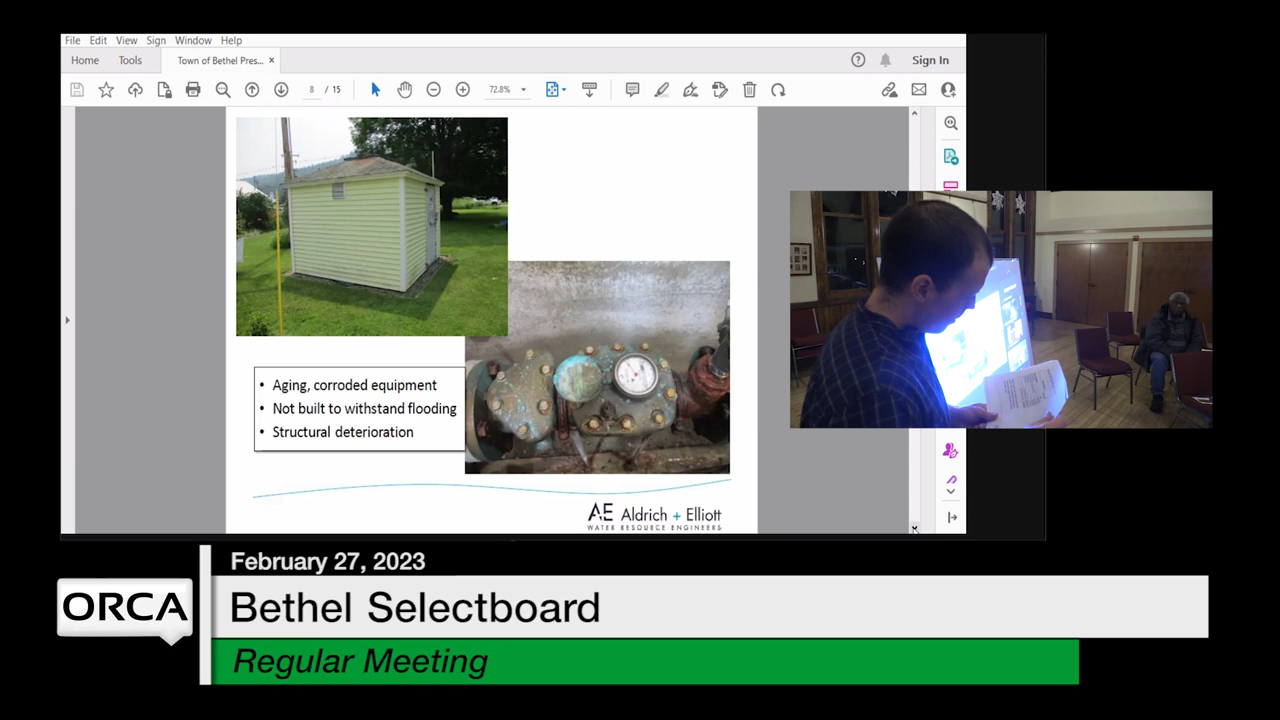 File Edit View Sign Window Help
Home Tools Town of Bethel Pres... × Sign In
8 / 15 72.8%
• Aging, corroded equipment
• Not built to withstand flooding
• Structural deterioration
AE Aldrich + Elliott
WATER RESOURCE ENGINEERS
February 27, 2023
ORCA
Bethel Selectboard
Regular Meeting